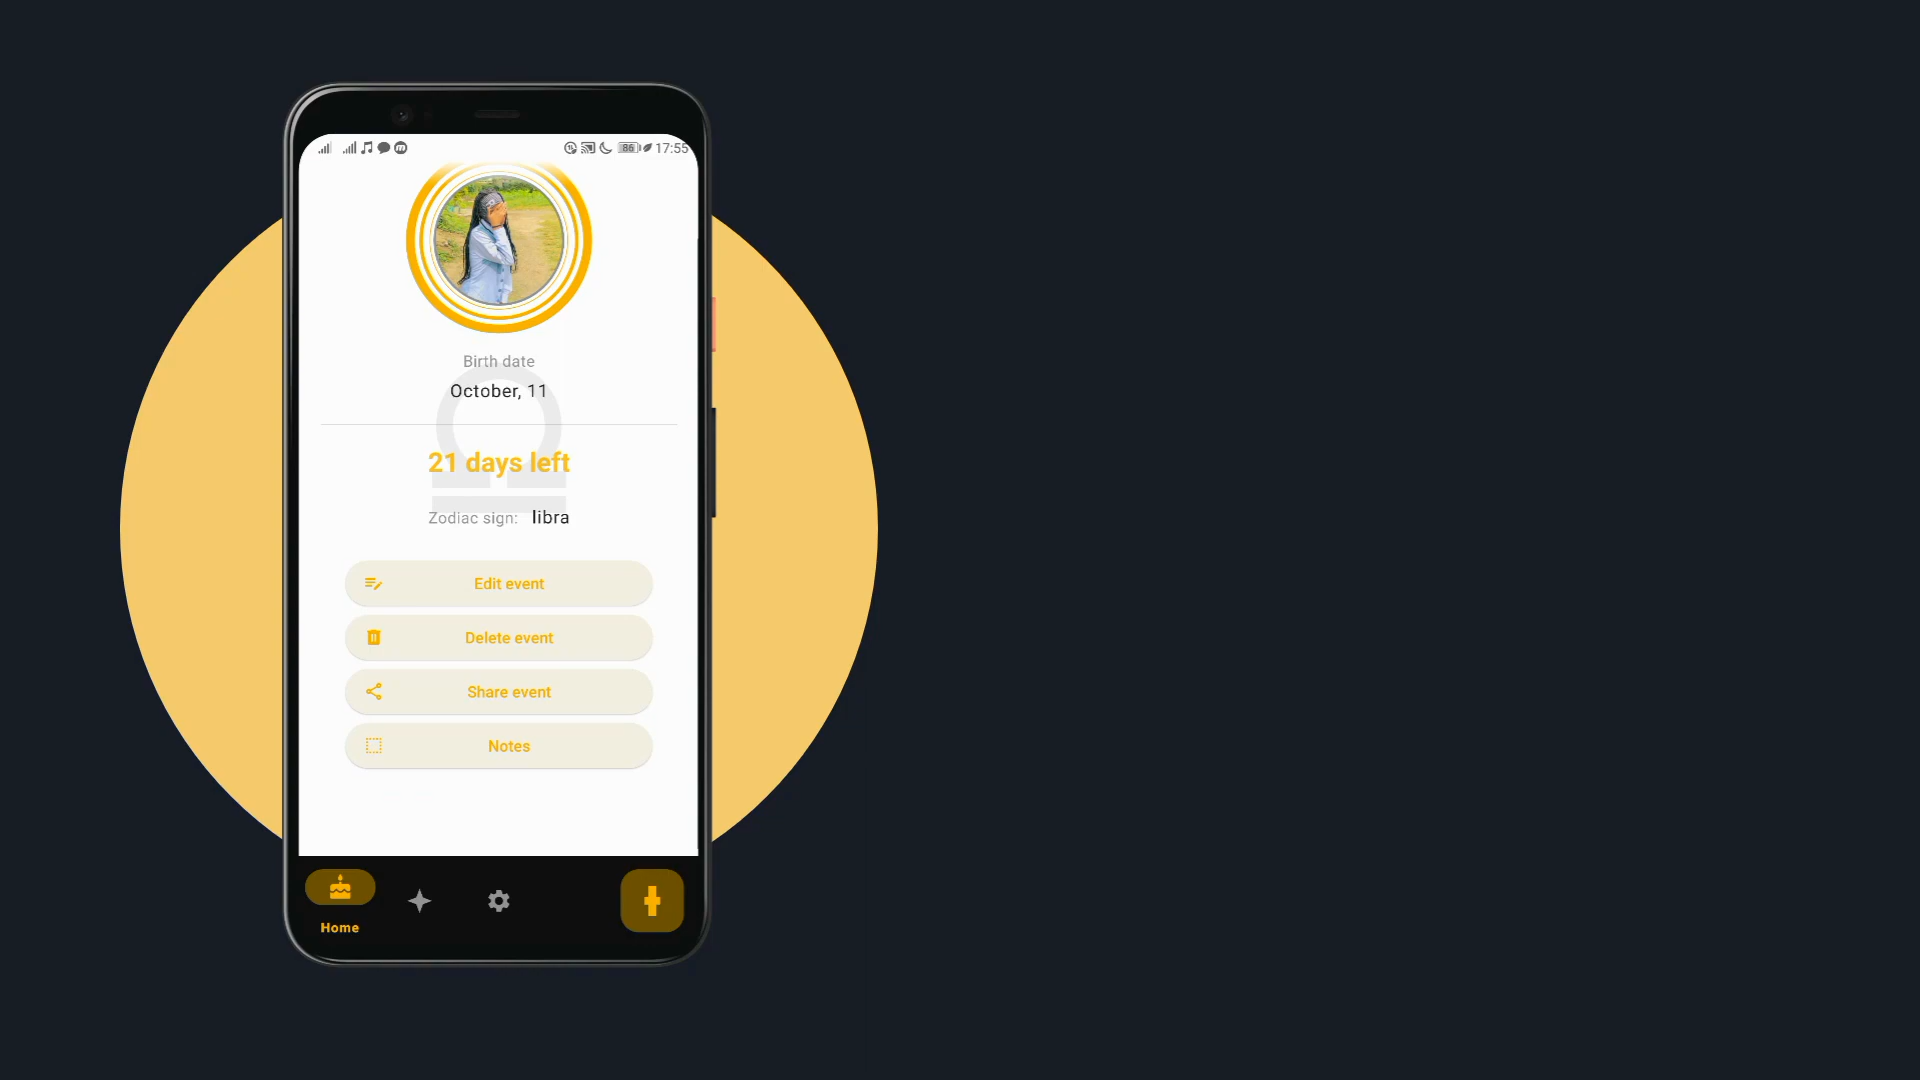 86 17:55
Birth date
October, 11
21 days left
Zodiac sign: libra
Edit event
Delete event
Share event
Notes
Home